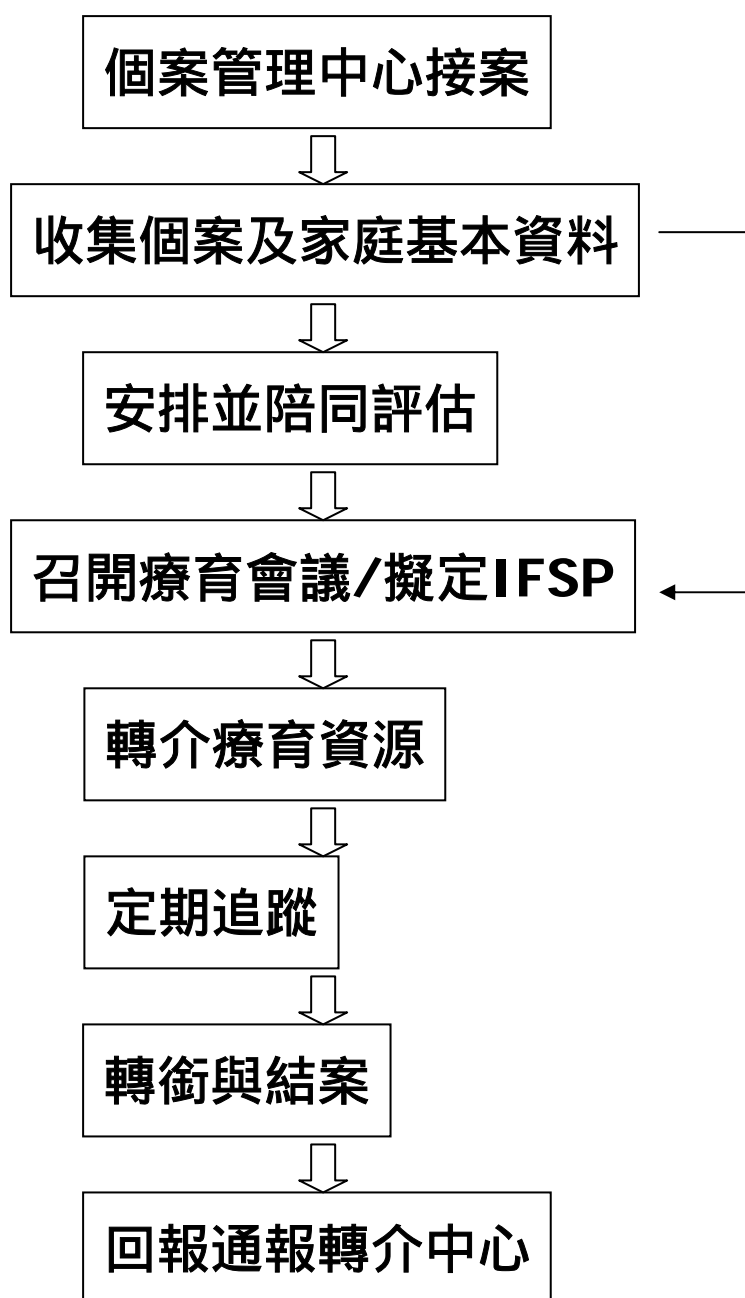 個案管理中心接案
收集個案及家庭基本資料
安排並陪同評估
召開療育會議/擬定IFSP
轉介療育資源
定期追蹤
轉銜與結案
回報通報轉介中心